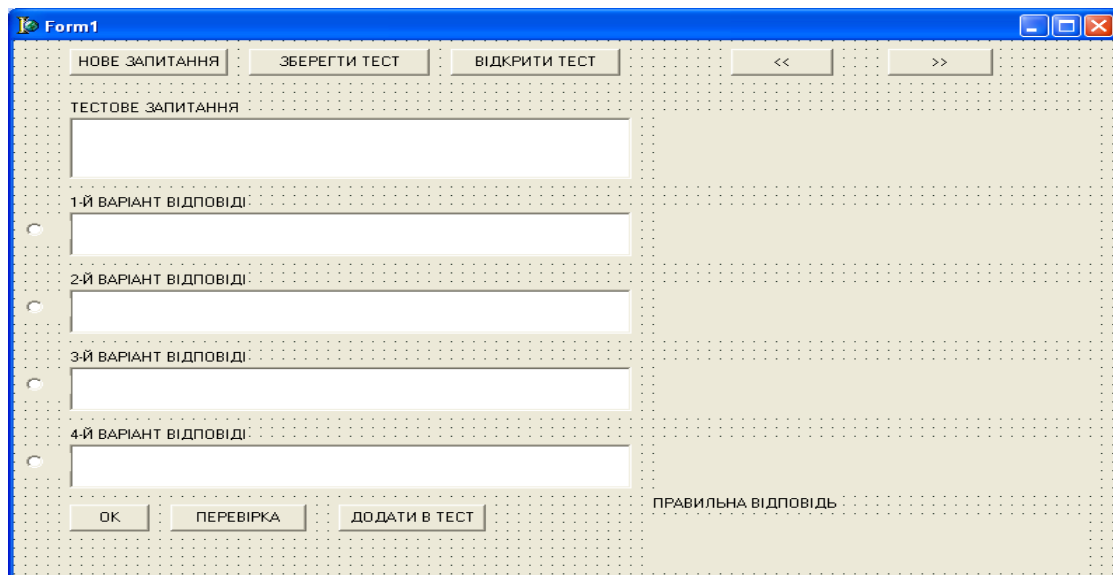 Form1
НОВЕ ЗАПИТАННЯ ЗБЕРЕГТИ ТЕСТ ВІДКРИТИ ТЕСТ << >>
ТЕСТОВЕ ЗАПИТАННЯ
1-Й ВАРІАНТ ВІДПОВІДІ
2-Й ВАРІАНТ ВІДПОВІДІ
3-Й ВАРІАНТ ВІДПОВІДІ
4-Й ВАРІАНТ ВІДПОВІДІ
ПРАВИЛЬНА ВІДПОВІДЬ
OK ПЕРЕВІРКА ДОДАТИ В ТЕСТ